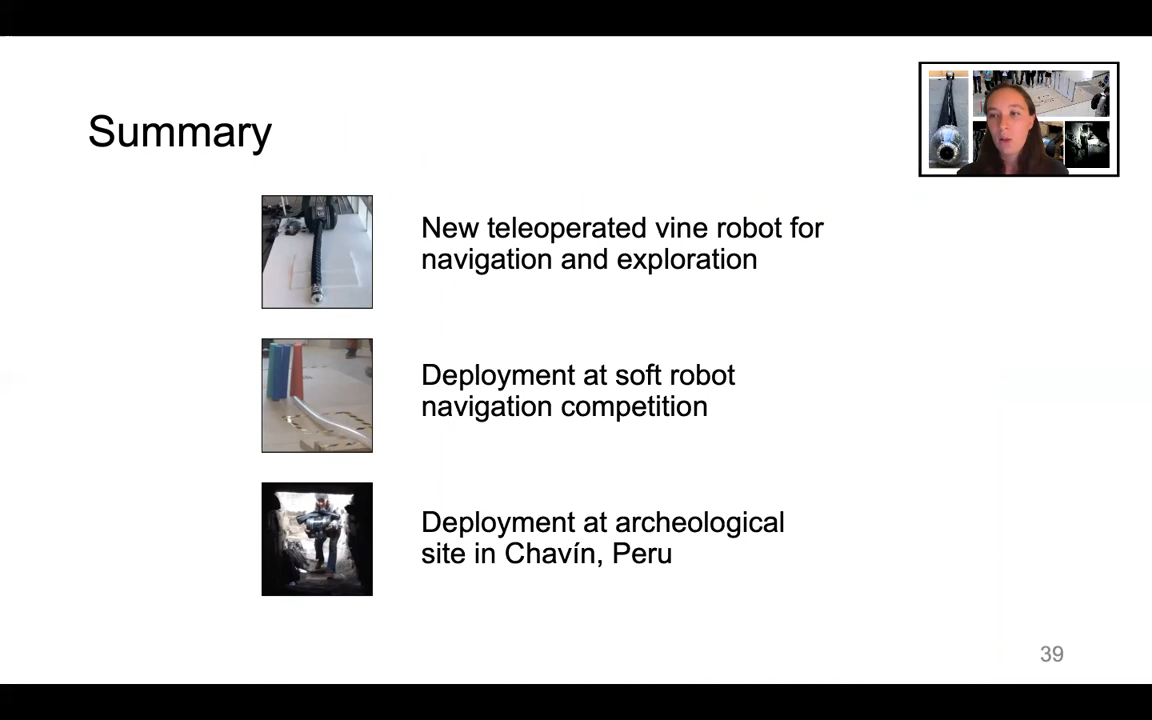 Summary
New teleoperated vine robot for
navigation and exploration
Deployment at soft robot
navigation competition
Deployment at archeological
site in Chavín, Peru
39